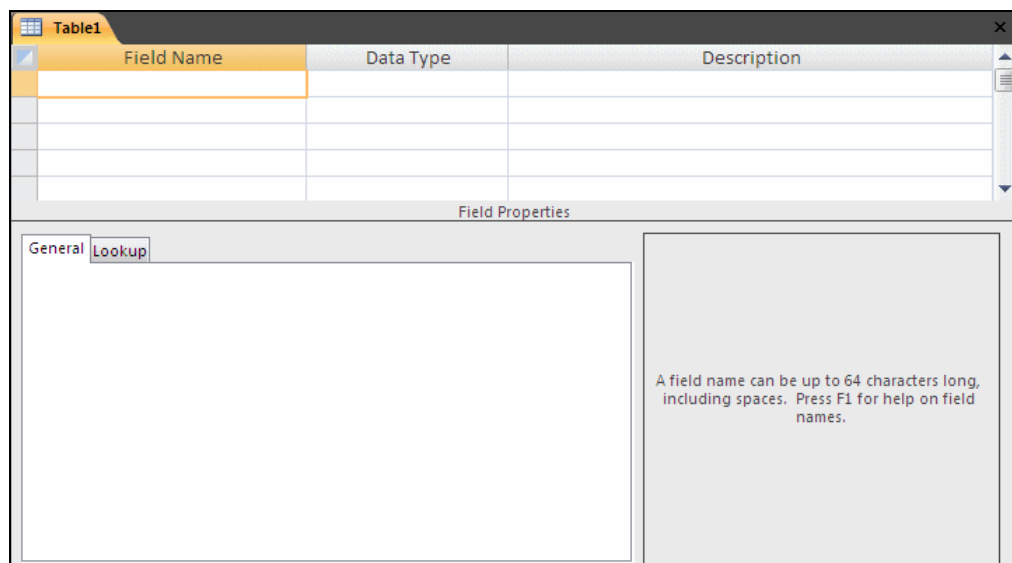 Table1
Field Name Data Type Description
Field Properties
General Lookup
A field name can be up to 64 characters long,
including spaces. Press F1 for help on field
names.